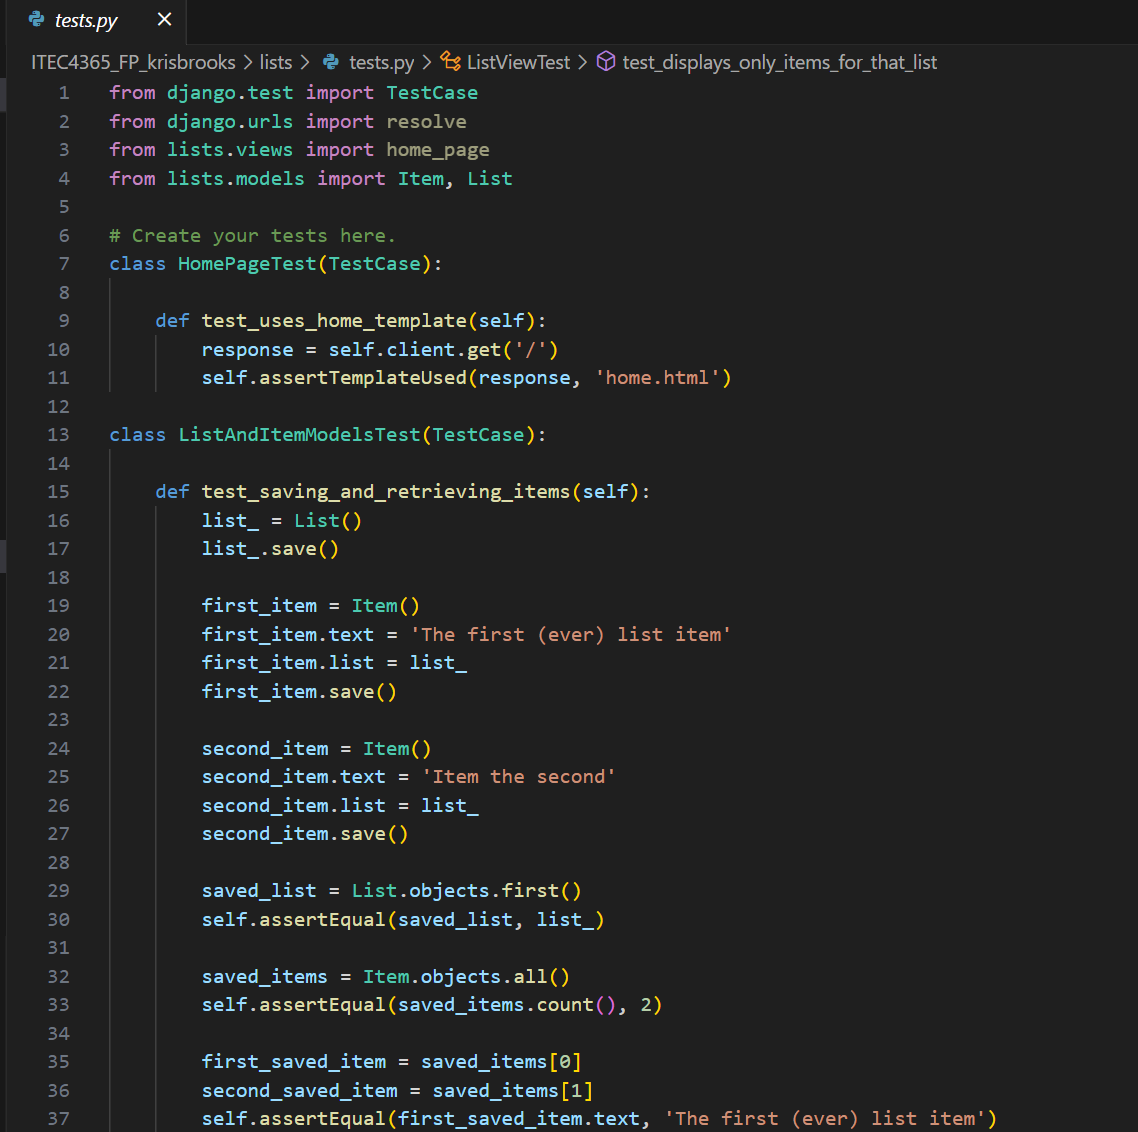 tests.py
ITEC4365_FP_krisbrooks > lists > tests.py > ListViewTest > test_displays_only_items_for_that_list
1 from django.test import TestCase
2 from django.urls import resolve
3 from lists.views import home_page
4 from lists.models import Item, List
5
6 # Create your tests here.
7 class HomePageTest(TestCase):
8
9     def test_uses_home_template(self):
10         response = self.client.get('/')
11         self.assertTemplateUsed(response, 'home.html')
12
13 class ListAndItemModelsTest(TestCase):
14
15     def test_saving_and_retrieving_items(self):
16         list_ = List()
17         list_.save()
18
19         first_item = Item()
20         first_item.text = 'The first (ever) list item'
21         first_item.list = list_
22         first_item.save()
23
24         second_item = Item()
25         second_item.text = 'Item the second'
26         second_item.list = list_
27         second_item.save()
28
29         saved_list = List.objects.first()
30         self.assertEqual(saved_list, list_)
31
32         saved_items = Item.objects.all()
33         self.assertEqual(saved_items.count(), 2)
34
35         first_saved_item = saved_items[0]
36         second_saved_item = saved_items[1]
37         self.assertEqual(first_saved_item.text, 'The first (ever) list item')